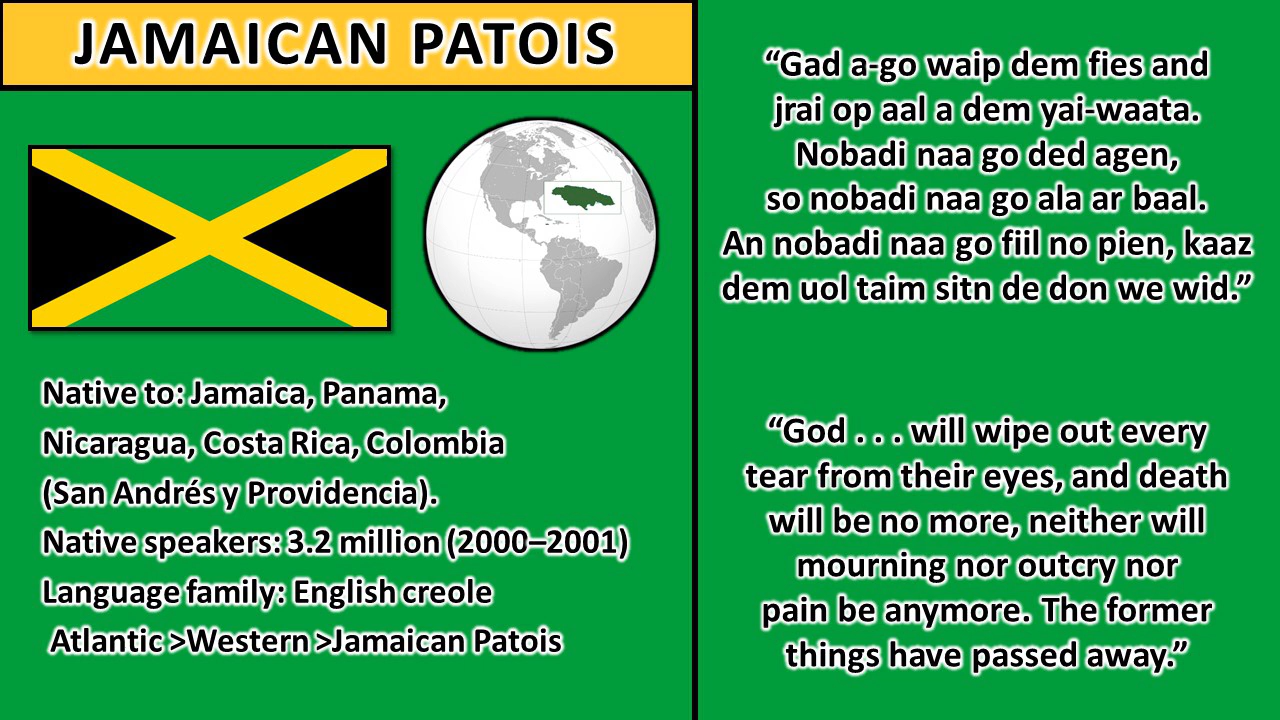 JAMAICAN PATOIS
Native to: Jamaica, Panama,
Nicaragua, Costa Rica, Colombia
(San Andrés y Providencia).
Native speakers: 3.2 million (2000–2001)
Language family: English creole
Atlantic >Western >Jamaican Patois
“Gad a-go waip dem fies and
jrai op aal a dem yai-waata.
Nobadi naa go ded agen,
so nobadi naa go ala ar baal.
An nobadi naa go fiil no pien, kaaz
dem uol taim sitn de don we wid.”
“God . . . will wipe out every
tear from their eyes, and death
will be no more, neither will
mourning nor outcry nor
pain be anymore. The former
things have passed away.”